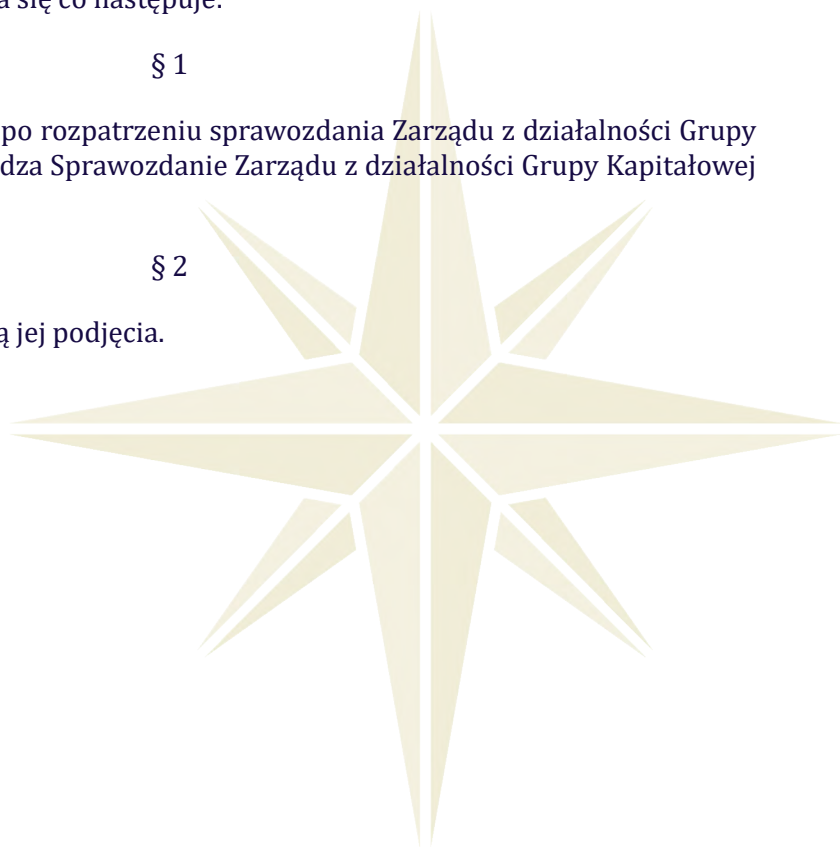 się co następuje:
§ 1
po rozpatrzeniu sprawozdania Zarządu z działalności Grupy
dza Sprawozdanie Zarządu z działalności Grupy Kapitałowej
§ 2
ą jej podjęcia.